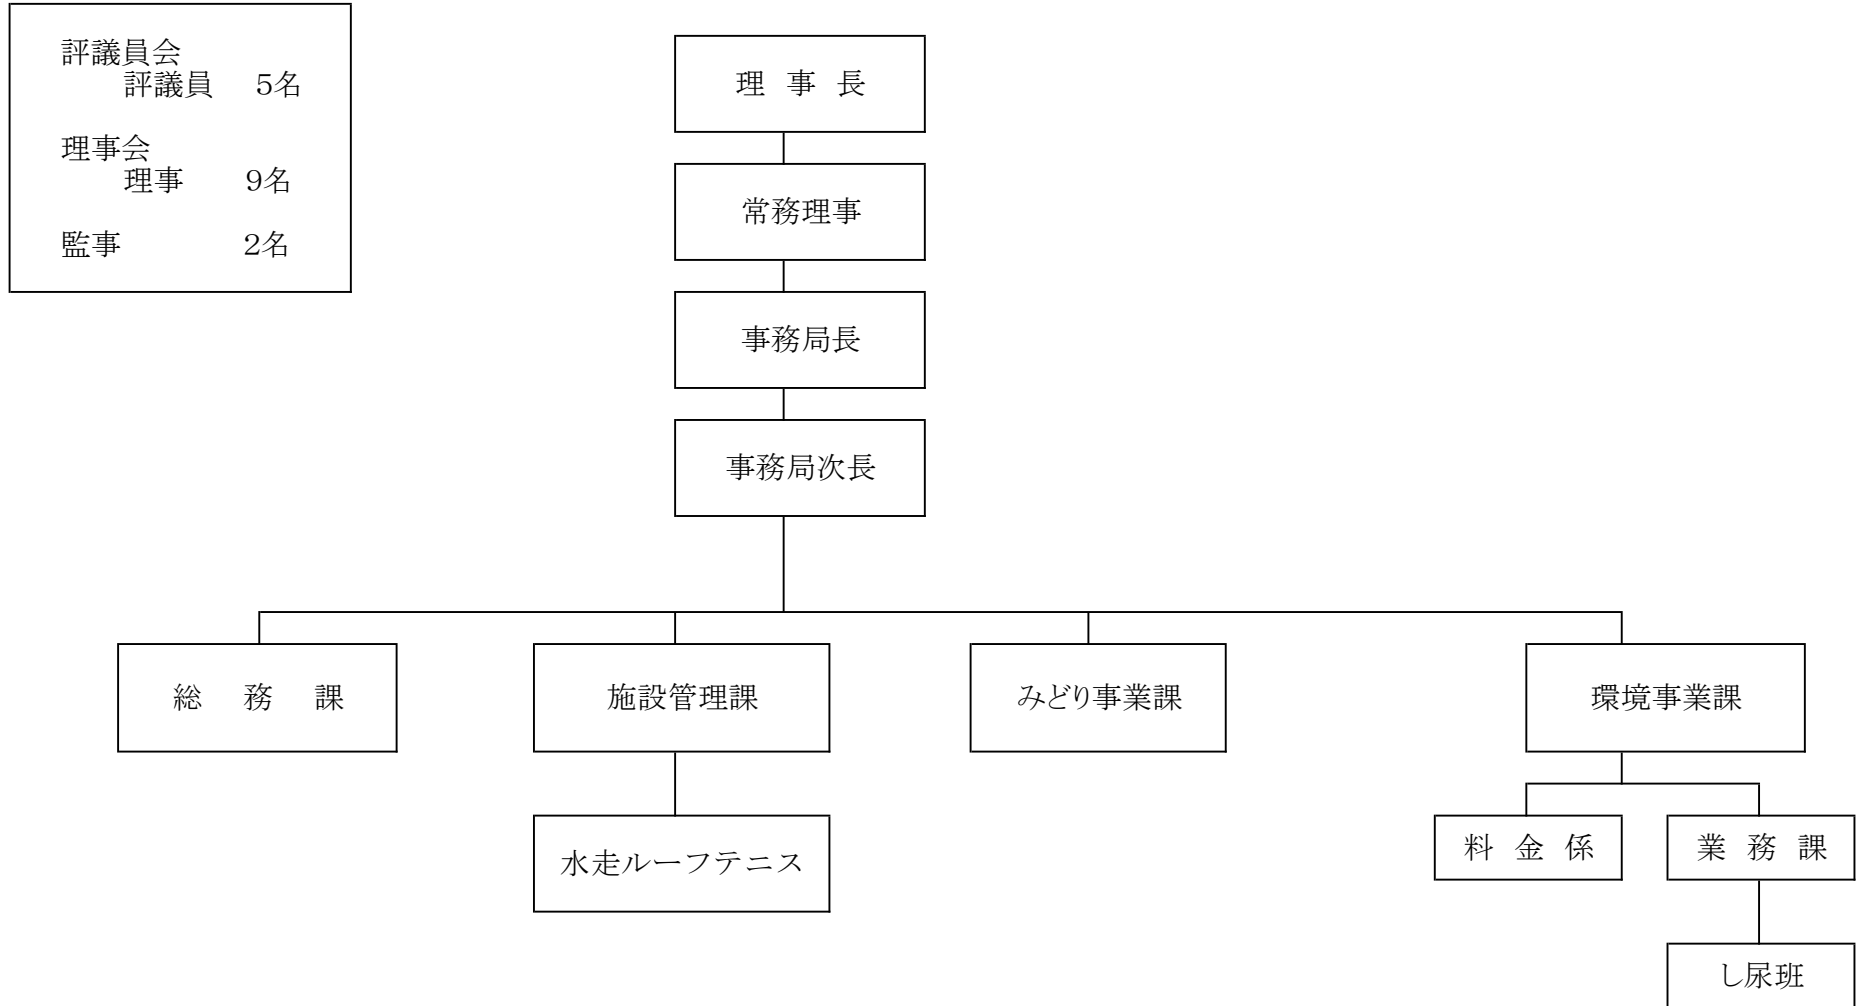 評議員会
評議員 5名
理事会
理事 9名
監事 2名
理 事 長
常務理事
事務局長
事務局次長
総 務 課
施設管理課
みどり事業課
環境事業課
水走ルーフテニス
料 金 係
業 務 課
し尿班